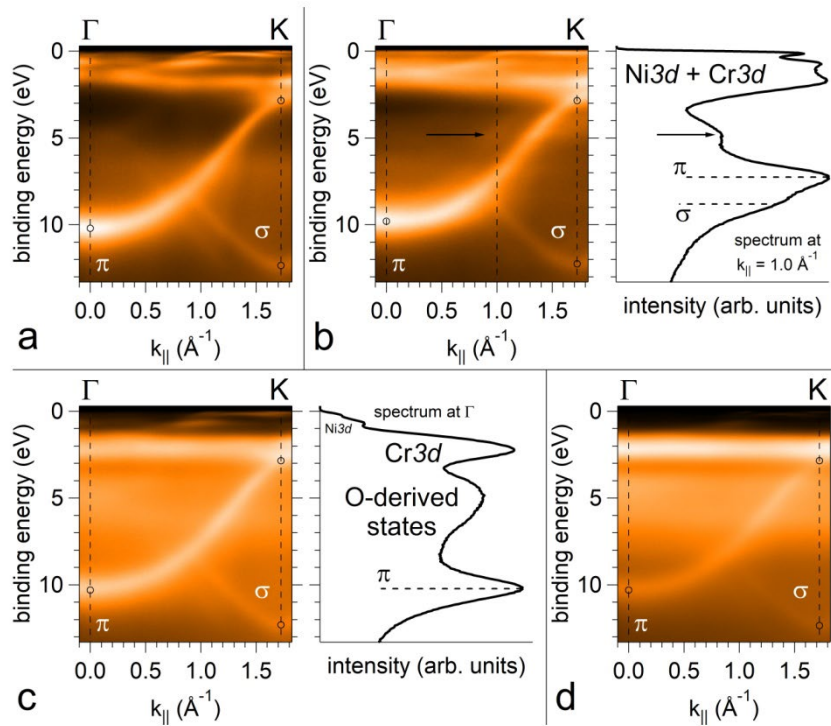 Γ K
0
5
10
binding energy (eV)
π
σ
0.0 0.5 1.0 1.5
k|| (Å-1)
a
Γ K
0
5
10
binding energy (eV)
π
σ
0.0 0.5 1.0 1.5
k|| (Å-1)
b
Ni3d + Cr3d
π
σ
spectrum at
k|| = 1.0 Å-1
intensity (arb. units)
Γ K
0
5
10
binding energy (eV)
π
σ
0.0 0.5 1.0 1.5
k|| (Å-1)
c
spectrum at Γ
Ni3d
Cr3d
O-derived
states
π
intensity (arb. units)
Γ K
0
5
10
binding energy (eV)
π
σ
0.0 0.5 1.0 1.5
k|| (Å-1)
d